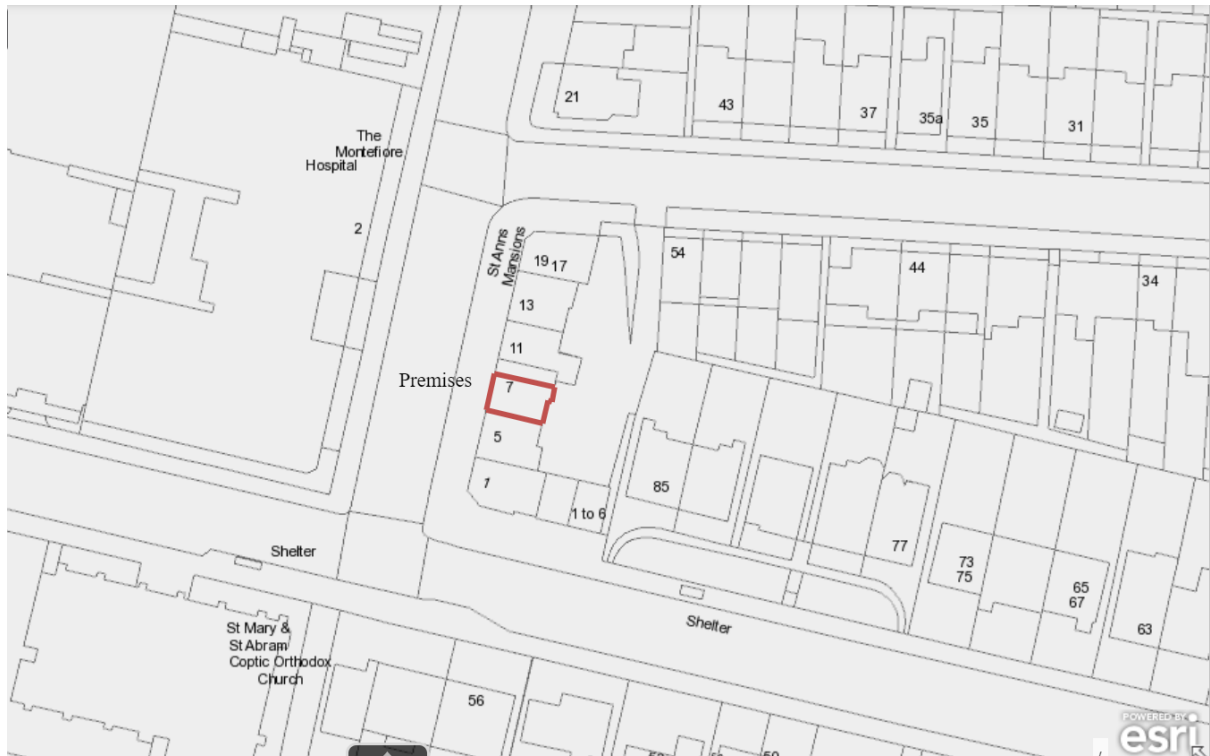 21
43
37
35a
35
31
The
Montefiore
Hospital
2
St Anns
Mansions
19 17
54
44
34
13
11
Premises
7
5
1
1 to 6
85
77
73
75
65
67
63
Shelter
Shelter
St Mary &
St Abram
Coptic Orthodox
Church
56
POWERED BY
esri